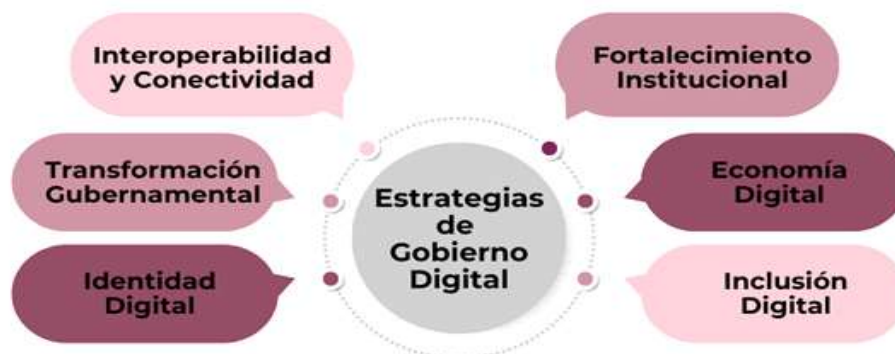 Interoperabilidad
y Conectividad
Fortalecimiento
Institucional
Transformación
Gubernamental
Economía
Digital
Estrategias
de
Gobierno
Digital
Identidad
Digital
Inclusión
Digital